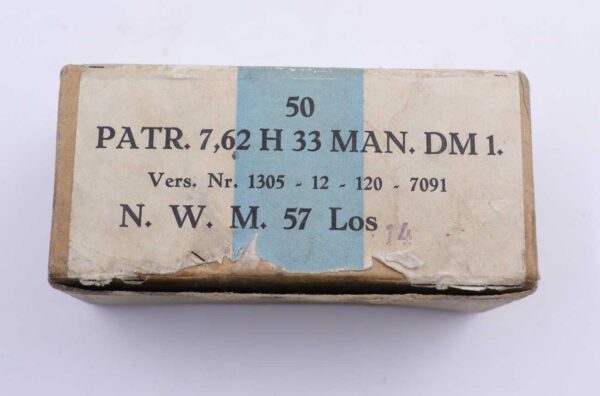 50
PATR. 7,62 H 33 MAN. DM 1.
Vers. Nr. 1305 - 12 - 120 - 7091
N. W. M. 57 Los 14